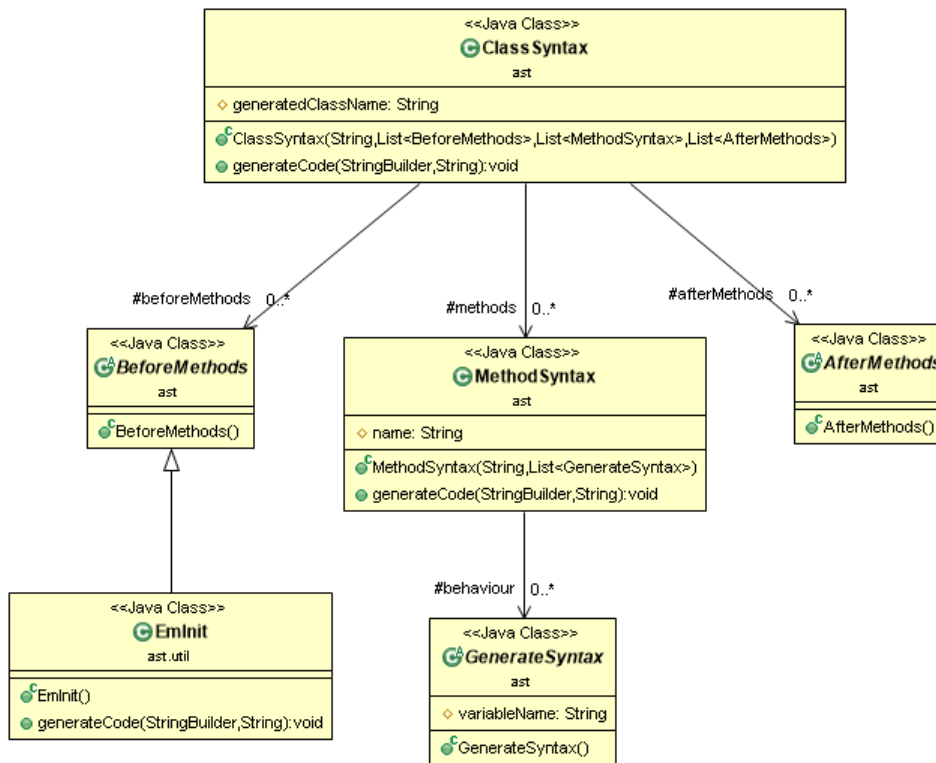 <<Java Class>>
ClassSyntax
ast
generatedClassName: String
ClassSyntax(String,List<BeforeMethods>,List<MethodSyntax>,List<AfterMethods>)
generateCode(StringBuilder,String):void
#beforeMethods 0..*
#methods 0..*
#afterMethods 0..*
<<Java Class>>
BeforeMethods
ast
BeforeMethods()
<<Java Class>>
MethodSyntax
ast
name: String
MethodSyntax(String,List<GenerateSyntax>)
generateCode(StringBuilder,String):void
<<Java Class>>
AfterMethods
ast
AfterMethods()
#behaviour 0..*
<<Java Class>>
EmInit
ast.util
EmInit()
generateCode(StringBuilder,String):void
<<Java Class>>
GenerateSyntax
ast
variableName: String
GenerateSyntax()